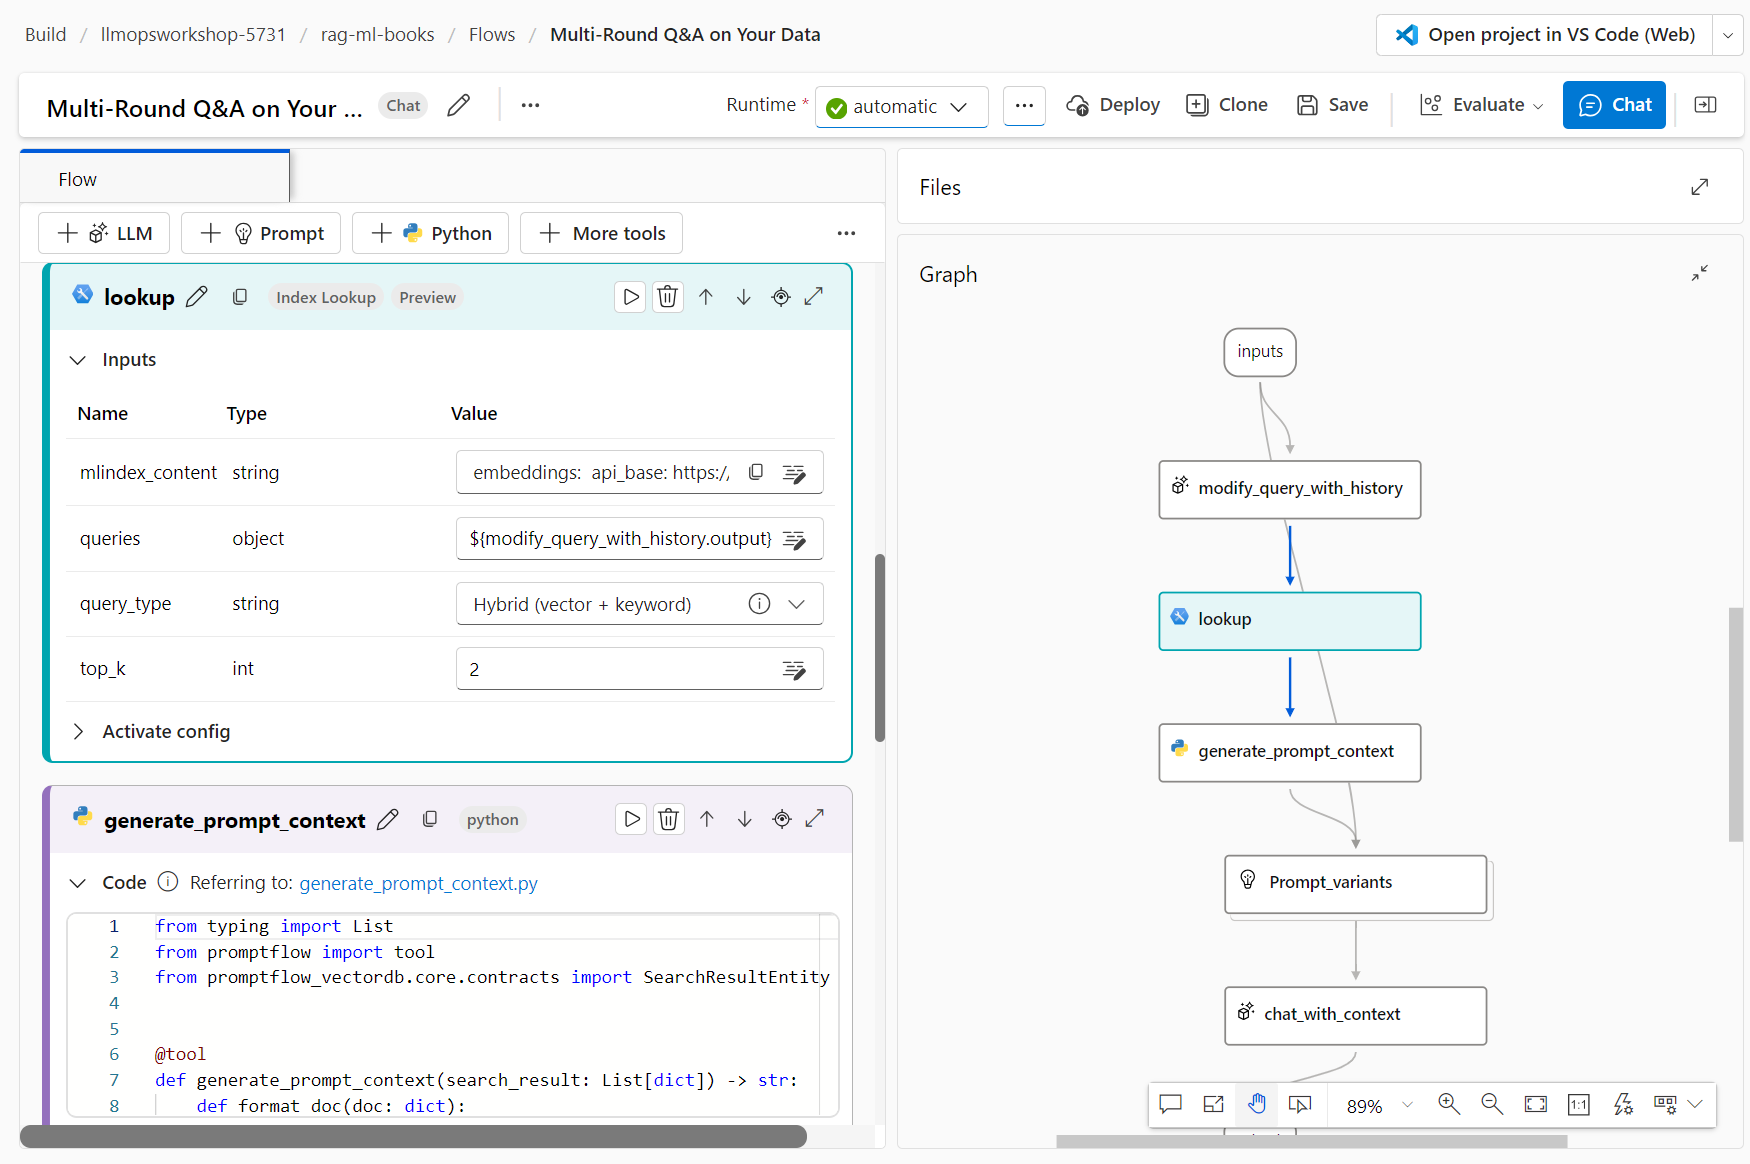 Build / llmopsworkshop-5731 / rag-ml-books / Flows / Multi-Round Q&A on Your Data
Open project in VS Code (Web)
Multi-Round Q&A on Your ... Chat
Runtime * automatic
Deploy
Clone
Save
Evaluate
Chat
Flow
LLM
Prompt
Python
More tools
lookup Index Lookup Preview
Inputs
Name Type Value
mlindex_content string embeddings: api_base: https://
queries object ${modify_query_with_history.output}
query_type string Hybrid (vector + keyword)
top_k int 2
Activate config
generate_prompt_context python
Code Referring to: generate_prompt_context.py
1 from typing import List
2 from promptflow import tool
3 from promptflow_vectordb.core.contracts import SearchResultEntity
4
5
6 @tool
7 def generate_prompt_context(search_result: List[dict]) -> str:
8 def format_doc(doc: dict):
Files
Graph
inputs
modify_query_with_history
lookup
generate_prompt_context
Prompt_variants
chat_with_context
89%
1:1